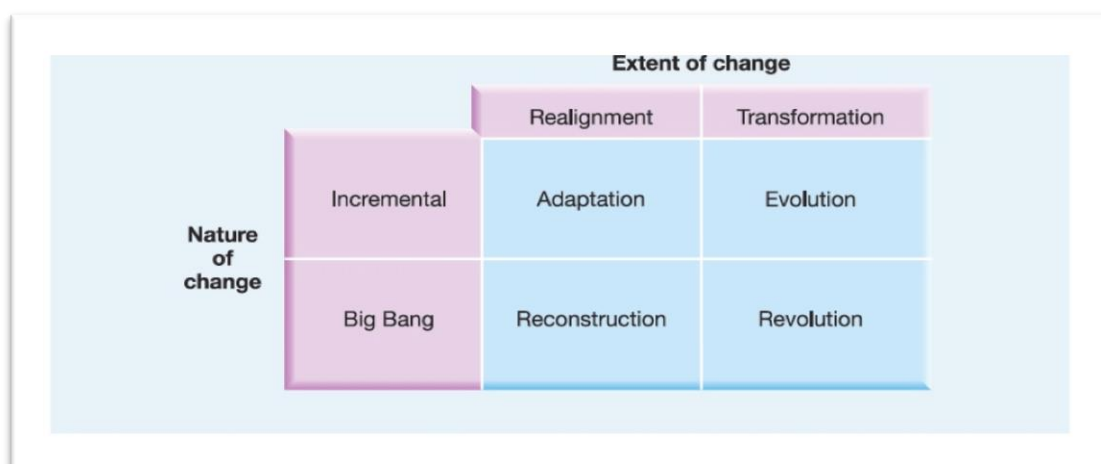 Extent of change
Realignment
Transformation
Incremental
Adaptation
Evolution
Nature
of
change
Big Bang
Reconstruction
Revolution